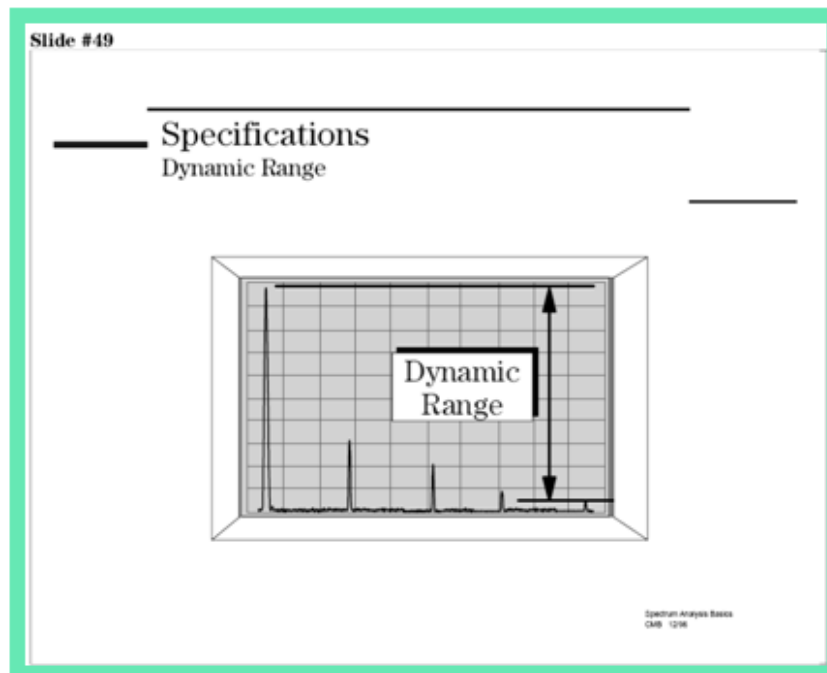 Slide #49
Specifications
Dynamic Range
Dynamic
Range
Spectrum Analysis Basics
CMB 12/96